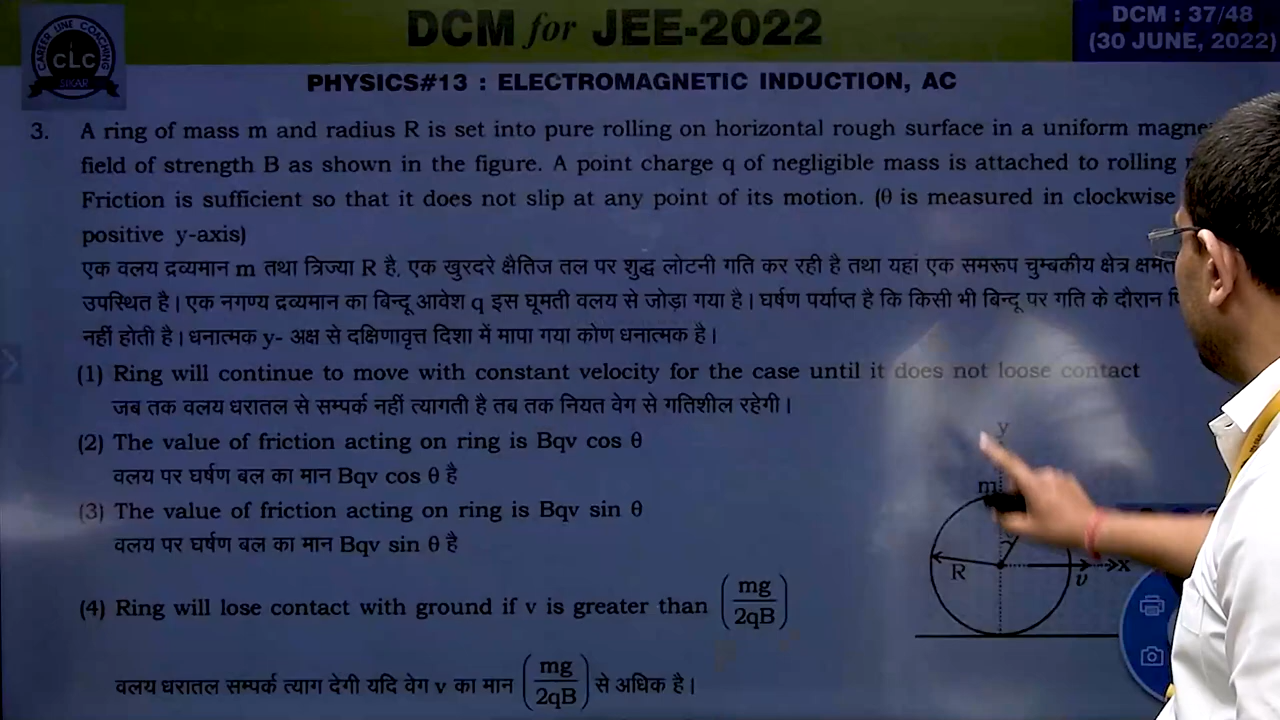 DCM for JEE-2022
DCM : 37/48
(30 JUNE, 2022)
CAREER LINE COACHING
CLC
SIKAR
PHYSICS#13 : ELECTROMAGNETIC INDUCTION, AC
3. A ring of mass m and radius R is set into pure rolling on horizontal rough surface in a uniform
field of strength B as shown in the figure. A point charge q of negligible mass is attached to rolling
Friction is sufficient so that it does not slip at any point of its motion. (θ is measured in clockwise
positive y-axis)
एक वलय द्रव्यमान m तथा त्रिज्या R है, एक खुरदरे क्षैतिज तल पर शुद्ध लोटनी गति कर रही है तथा यहां एक समरूप चुम्बकीय क्षेत्र
उपस्थित है। एक नगण्य द्रव्यमान का बिन्दू आवेश q इस घूमती वलय से जोड़ा गया है। घर्षण पर्याप्त है कि किसी भी बिन्दू पर गति के दौरान
नहीं होती है। धनात्मक y- अक्ष से दक्षिणावृत्त दिशा में मापा गया कोण धनात्मक है।
(1) Ring will continue to move with constant velocity for the case until it does not loose contact
जब तक वलय धरातल से सम्पर्क नहीं त्यागती है तब तक नियत वेग से गतिशील रहेगी।
(2) The value of friction acting on ring is Bqv cos θ
वलय पर घर्षण बल का मान Bqv cos θ है
(3) The value of friction acting on ring is Bqv sin θ
वलय पर घर्षण बल का मान Bqv sin θ है
(4) Ring will lose contact with ground if v is greater than (mg/2qB)
वलय धरातल सम्पर्क त्याग देगी यदि वेग v का मान (mg/2qB) से अधिक है।
y
m
R
v
x